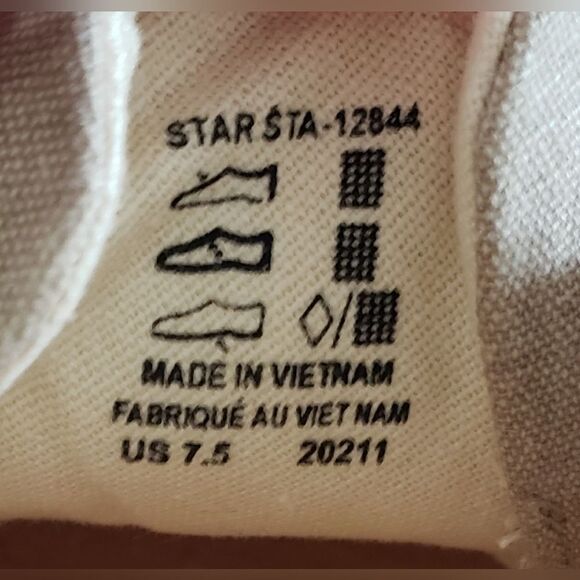 STAR STA-12844
MADE IN VIETNAM
FABRIQUÉ AU VIET NAM
US 7.5 20211